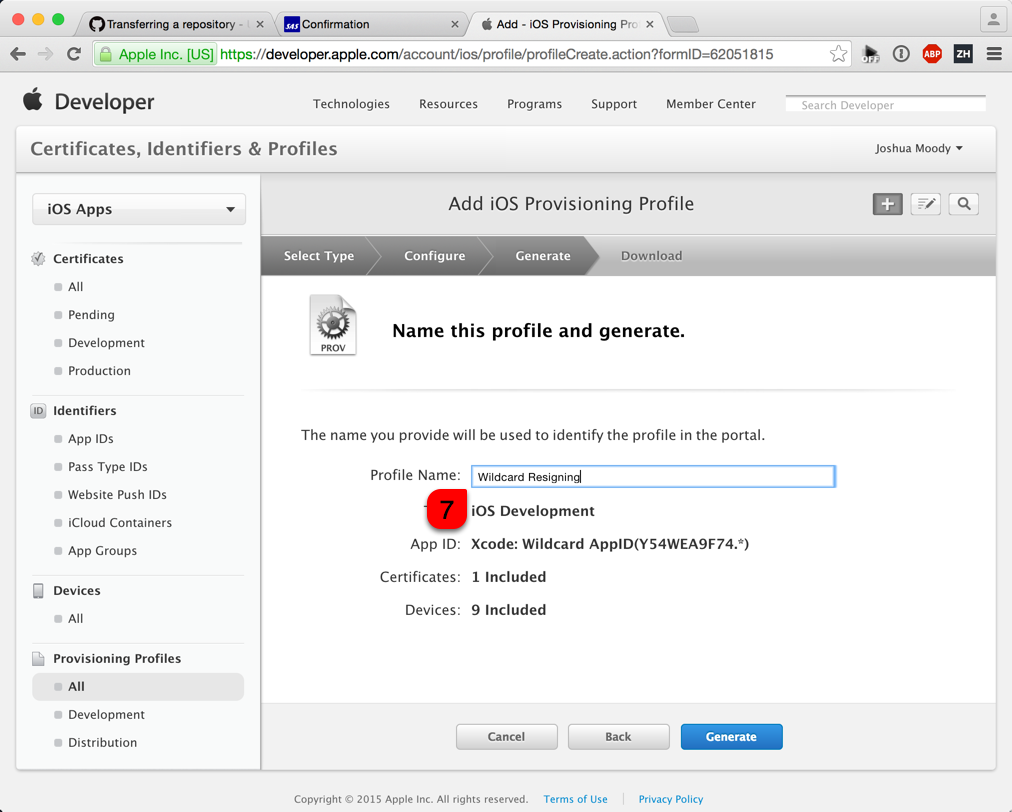 Transferring a repository -
SAS Confirmation
Add - iOS Provisioning Pro
Apple Inc. [US] https://developer.apple.com/account/ios/profile/profileCreate.action?formID=62051815
OFF
ABP
ZH
Developer
Technologies Resources Programs Support Member Center Search Developer
Certificates, Identifiers & Profiles
Joshua Moody
iOS Apps
Certificates
All
Pending
Development
Production
ID Identifiers
App IDs
Pass Type IDs
Website Push IDs
iCloud Containers
App Groups
Devices
All
Provisioning Profiles
All
Development
Distribution
Add iOS Provisioning Profile
Select Type Configure Generate Download
PROV
Name this profile and generate.
The name you provide will be used to identify the profile in the portal.
Profile Name: Wildcard Resigning
7 iOS Development
App ID: Xcode: Wildcard AppID(Y54WEA9F74.*)
Certificates: 1 Included
Devices: 9 Included
Cancel Back Generate
Copyright © 2015 Apple Inc. All rights reserved. Terms of Use Privacy Policy